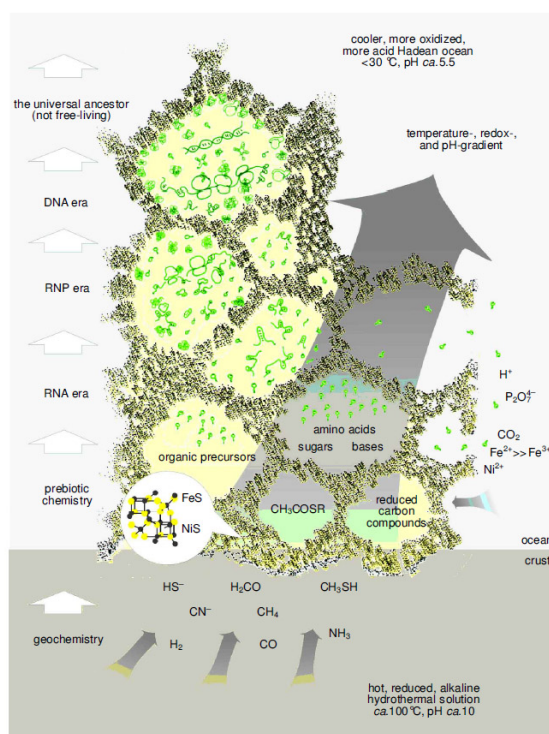 cooler, more oxidized,
more acid Hadean ocean
<30 °C, pH ca.5.5
the universal ancestor
(not free-living)
temperature-, redox-,
and pH-gradient
DNA era
RNP era
RNA era
H⁺
P₂O₇⁴⁻
CO₂
Fe²⁺>>Fe³⁺
Ni²⁺
amino acids
sugars bases
organic precursors
prebiotic
chemistry
FeS
NiS
CH₃COSR
reduced
carbon
compounds
ocean
crust
HS⁻ H₂CO CH₃SH
CN⁻ CH₄
geochemistry
H₂ CO NH₃
hot, reduced, alkaline
hydrothermal solution
ca.100°C, pH ca.10